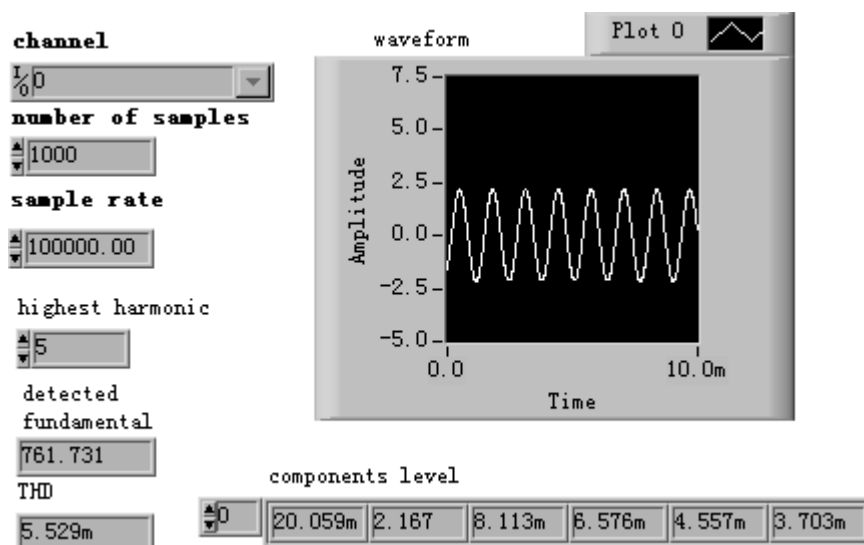 channel
I/O 0
number of samples
1000
sample rate
100000.00
highest harmonic
5
detected
fundamental
761.731
THD
5.529m
waveform
Plot 0
7.5
5.0
2.5
0.0
-2.5
-5.0
Amplitude
0.0
10.0m
Time
components level
0
20.059m
2.167
8.113m
6.576m
4.557m
3.703m